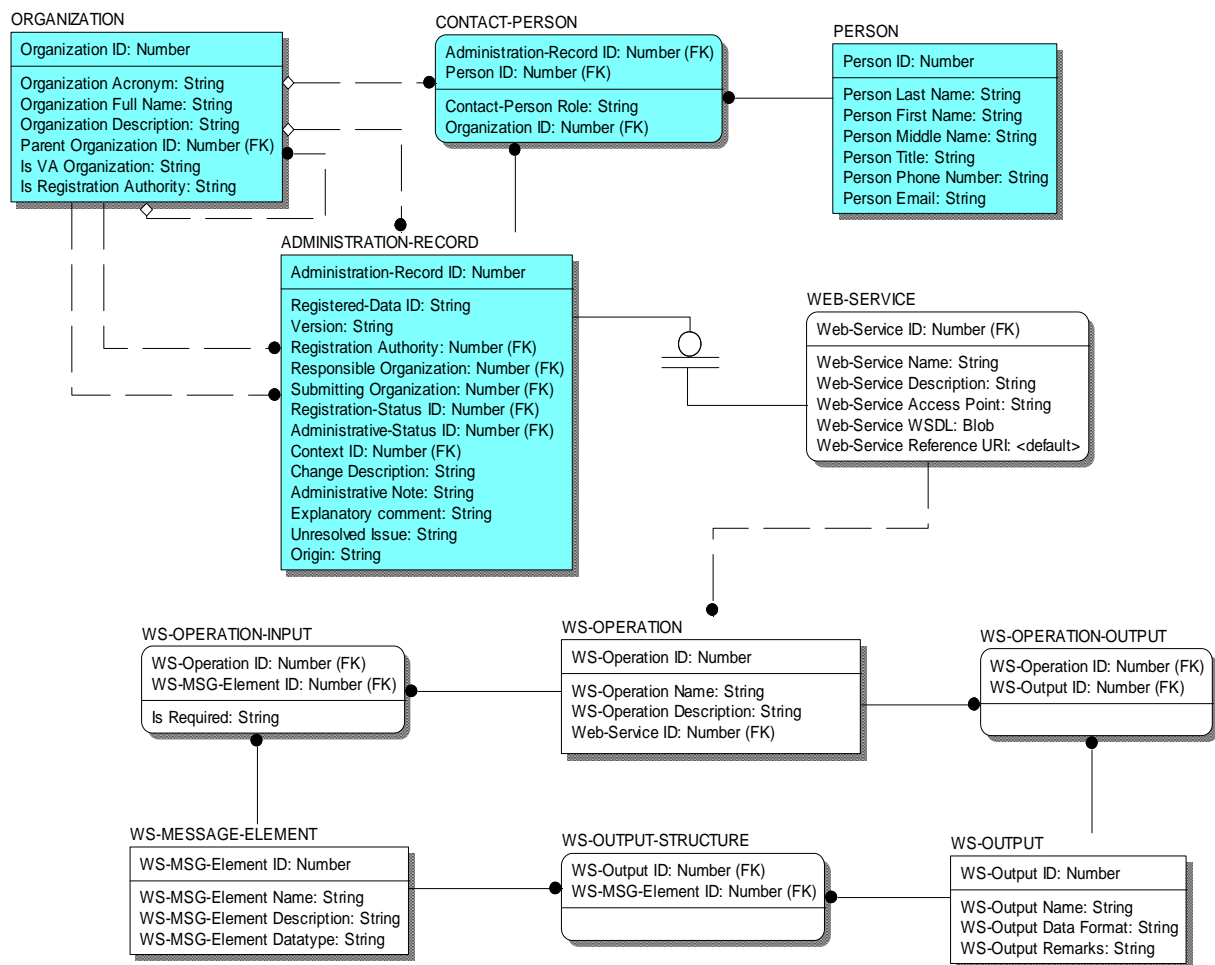 ORGANIZATION
Organization ID: Number
Organization Acronym: String
Organization Full Name: String
Organization Description: String
Parent Organization ID: Number (FK)
Is VA Organization: String
Is Registration Authority: String
CONTACT-PERSON
Administration-Record ID: Number (FK)
Person ID: Number (FK)
Contact-Person Role: String
Organization ID: Number (FK)
PERSON
Person ID: Number
Person Last Name: String
Person First Name: String
Person Middle Name: String
Person Title: String
Person Phone Number: String
Person Email: String
ADMINISTRATION-RECORD
Administration-Record ID: Number
Registered-Data ID: String
Version: String
Registration Authority: Number (FK)
Responsible Organization: Number (FK)
Submitting Organization: Number (FK)
Registration-Status ID: Number (FK)
Administrative-Status ID: Number (FK)
Context ID: Number (FK)
Change Description: String
Administrative Note: String
Explanatory comment: String
Unresolved Issue: String
Origin: String
WEB-SERVICE
Web-Service ID: Number (FK)
Web-Service Name: String
Web-Service Description: String
Web-Service Access Point: String
Web-Service WSDL: Blob
Web-Service Reference URI: <default>
WS-OPERATION-INPUT
WS-Operation ID: Number (FK)
WS-MSG-Element ID: Number (FK)
Is Required: String
WS-OPERATION
WS-Operation ID: Number
WS-Operation Name: String
WS-Operation Description: String
Web-Service ID: Number (FK)
WS-OPERATION-OUTPUT
WS-Operation ID: Number (FK)
WS-Output ID: Number (FK)
WS-MESSAGE-ELEMENT
WS-MSG-Element ID: Number
WS-MSG-Element Name: String
WS-MSG-Element Description: String
WS-MSG-Element Datatype: String
WS-OUTPUT-STRUCTURE
WS-Output ID: Number (FK)
WS-MSG-Element ID: Number (FK)
WS-OUTPUT
WS-Output ID: Number
WS-Output Name: String
WS-Output Data Format: String
WS-Output Remarks: String